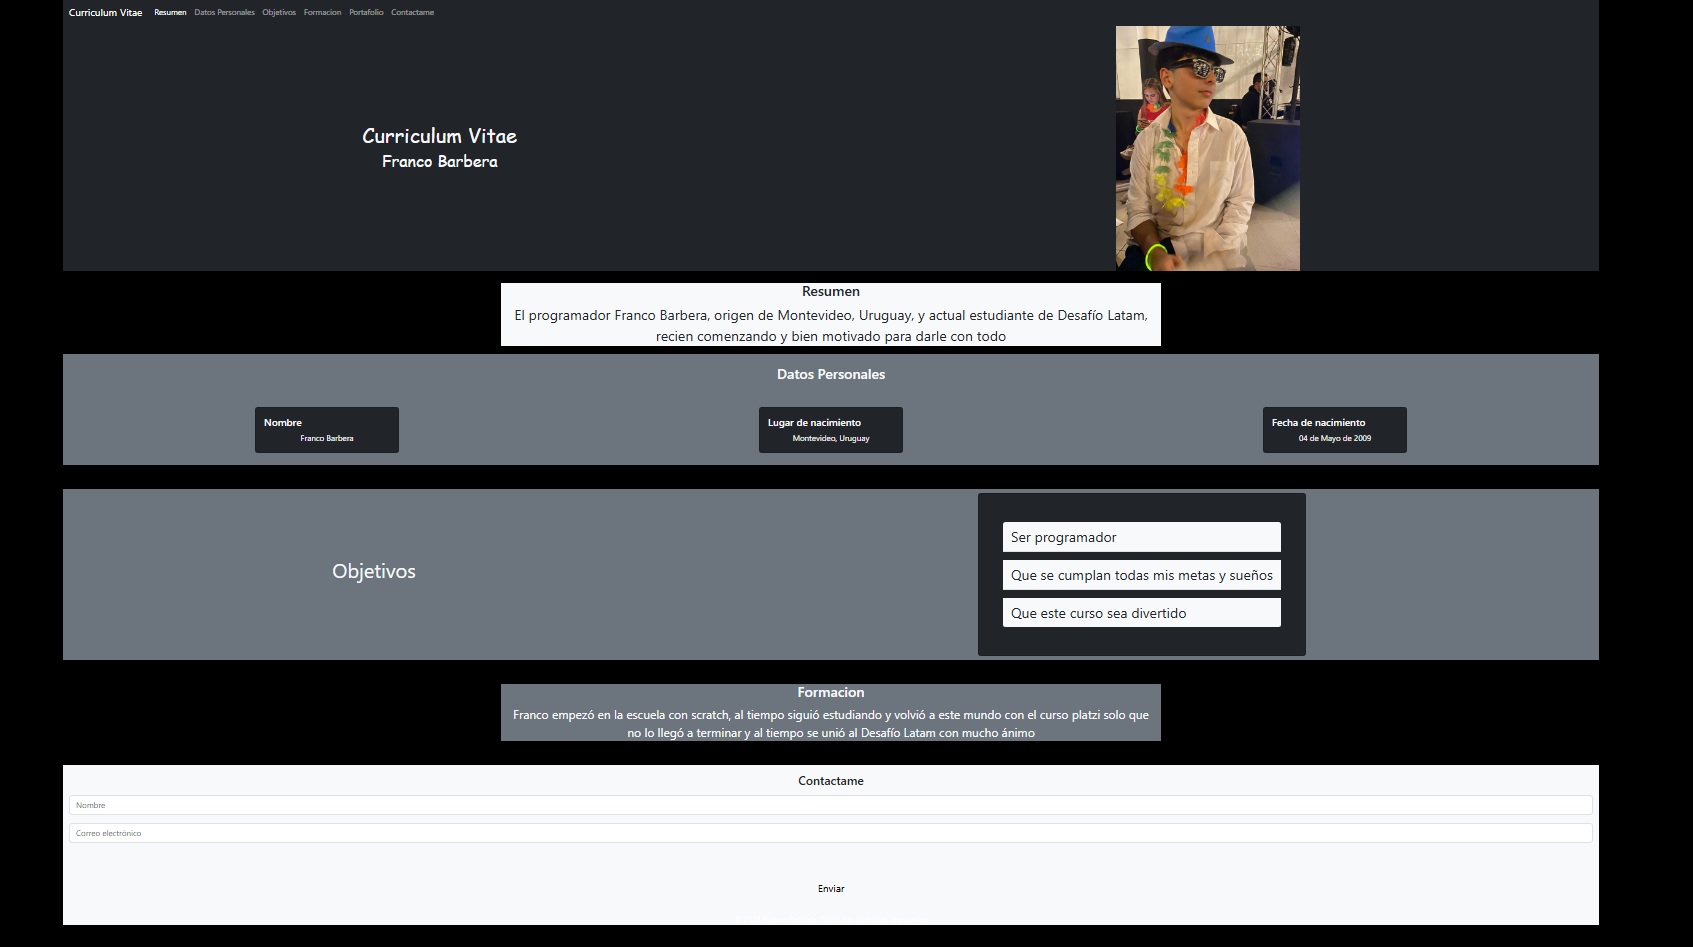 Curriculum Vitae Resumen Datos Personales Objetivos Formacion Portafolio Contactame
Curriculum Vitae
Franco Barbera
Resumen
El programador Franco Barbera, origen de Montevideo, Uruguay, y actual estudiante de Desafío Latam,
recien comenzando y bien motivado para darle con todo
Datos Personales
Nombre
Franco Barbera
Lugar de nacimiento
Montevideo, Uruguay
Fecha de nacimiento
04 de Mayo de 2009
Objetivos
Ser programador
Que se cumplan todas mis metas y sueños
Que este curso sea divertido
Formacion
Franco empezó en la escuela con scratch, al tiempo siguió estudiando y volvió a este mundo con el curso platzi solo que
no lo llegó a terminar y al tiempo se unió al Desafío Latam con mucho ánimo
Contactame
Nombre
Correo electrónico
Enviar